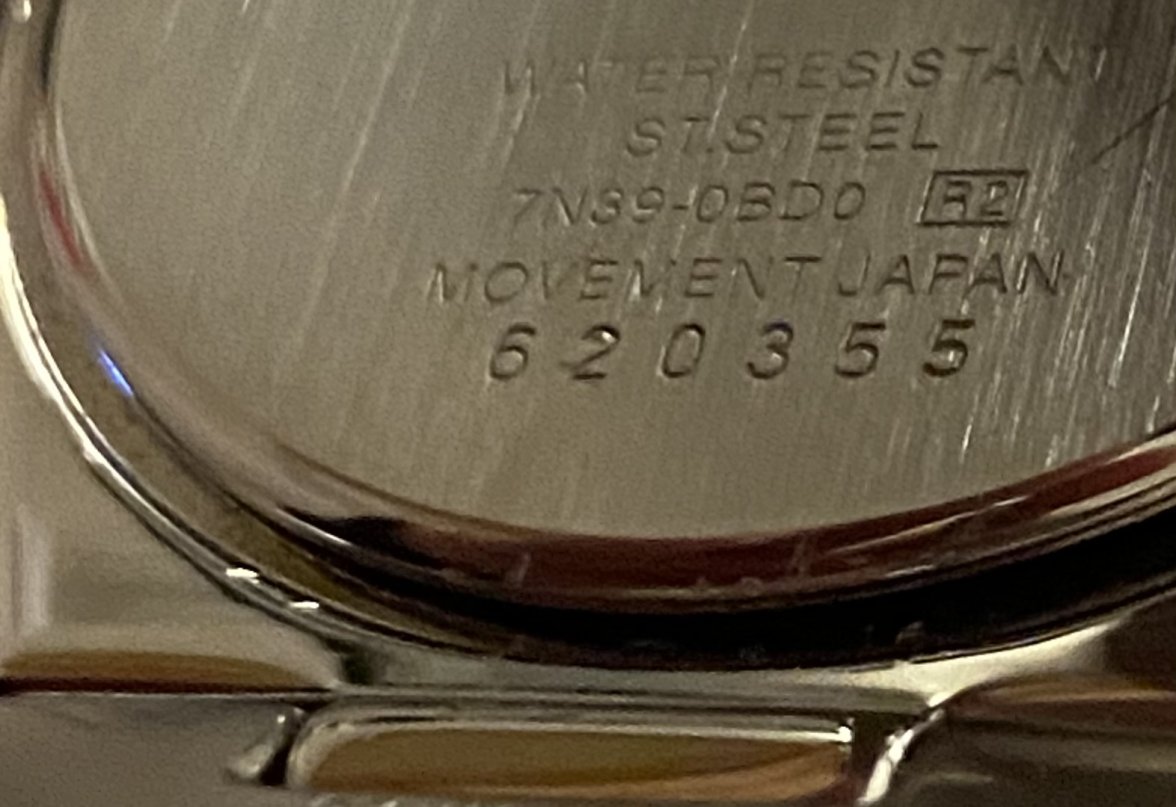 WATER RESISTANT
ST.STEEL
7N39-0BD0 R2
MOVEMENT JAPAN
620355